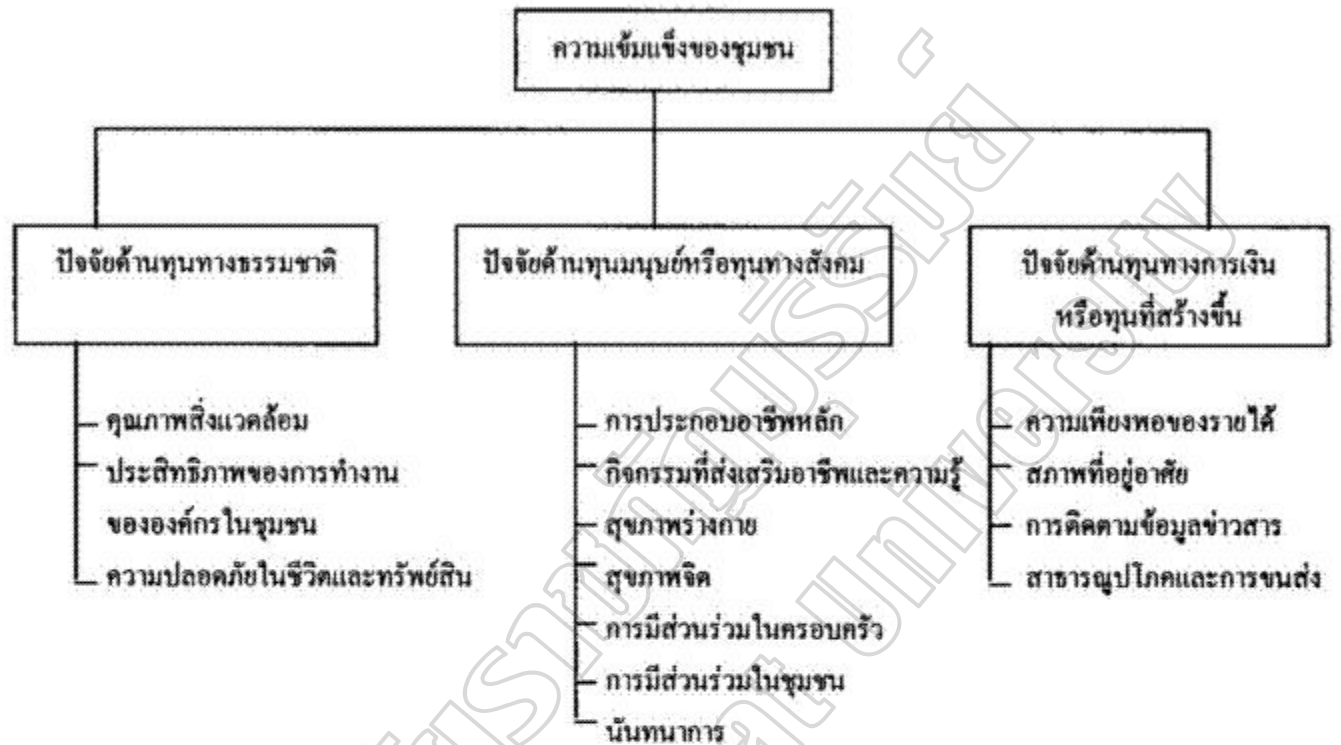 ความเข้มแข็งของชุมชน
ปัจจัยด้านทุนทางธรรมชาติ
คุณภาพสิ่งแวดล้อม
ประสิทธิภาพของการทำงาน
ขององค์กรในชุมชน
ความปลอดภัยในชีวิตและทรัพย์สิน
ปัจจัยด้านทุนมนุษย์หรือทุนทางสังคม
การประกอบอาชีพหลัก
กิจกรรมที่ส่งเสริมอาชีพและความรู้
สุขภาพร่างกาย
สุขภาพจิต
การมีส่วนร่วมในครอบครัว
การมีส่วนร่วมในชุมชน
นันทนาการ
ปัจจัยด้านทุนทางการเงิน
หรือทุนที่สร้างขึ้น
ความเพียงพอของรายได้
สภาพที่อยู่อาศัย
การติดตามข้อมูลข่าวสาร
สาธารณูปโภคและการขนส่ง
University